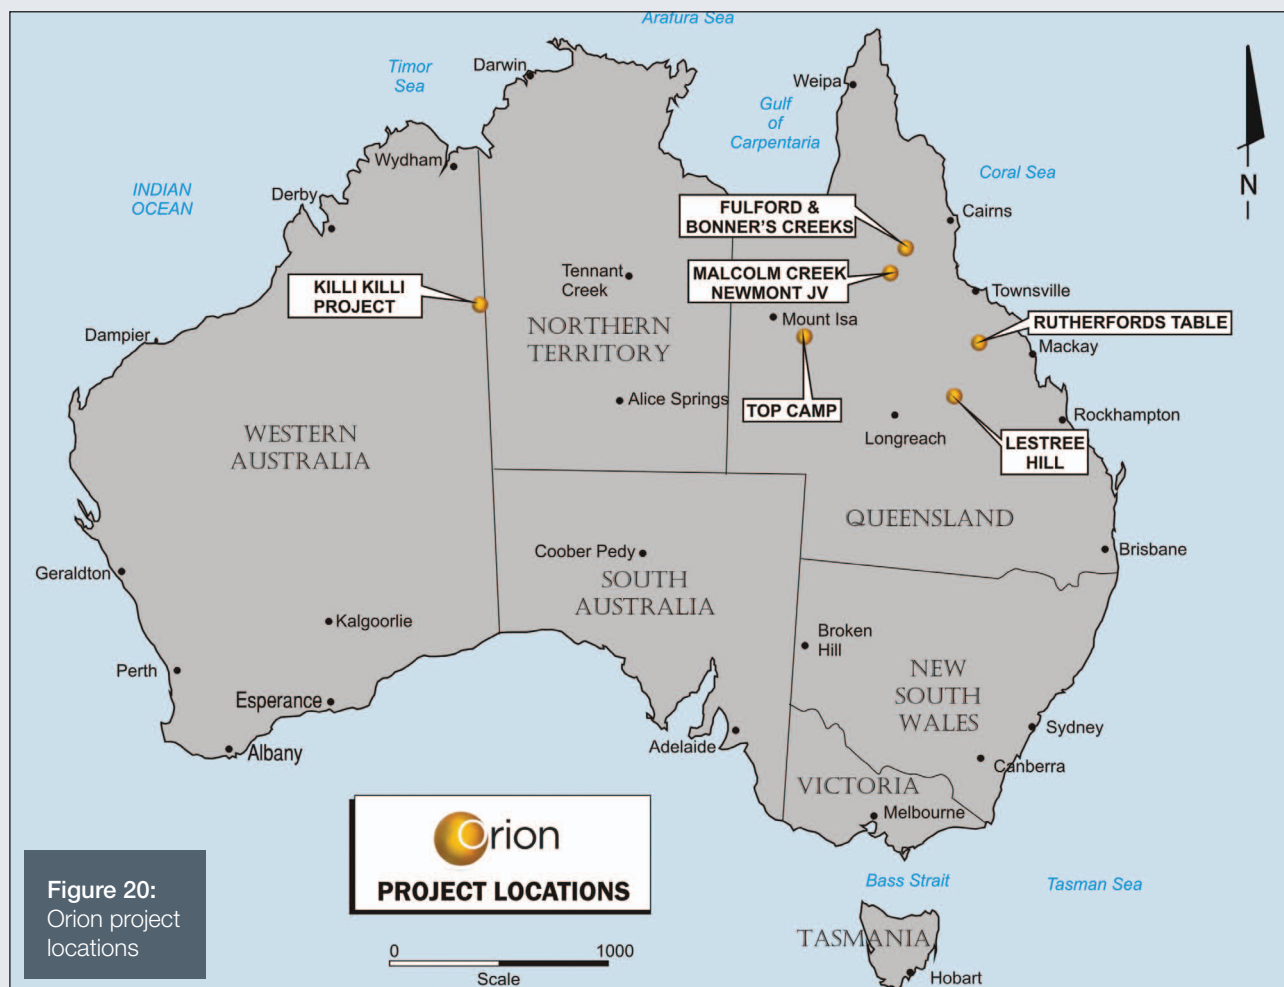 Arafura Sea
Timor
Sea
Darwin
Weipa
Gulf
of
Carpentaria
Wydham
Coral Sea
INDIAN
OCEAN
Derby
N
FULFORD &
BONNER'S CREEKS
Cairns
Tennant
Creek
MALCOLM CREEK
NEWMONT JV
KILLI KILLI
PROJECT
Townsville
Mount Isa
RUTHERFORDS TABLE
NORTHERN
TERRITORY
Dampier
Mackay
Alice Springs
TOP CAMP
Rockhampton
Longreach
WESTERN
AUSTRALIA
LESTREE
HILL
QUEENSLAND
Coober Pedy
Brisbane
Geraldton
SOUTH
AUSTRALIA
Kalgoorlie
Broken
Hill
Perth
NEW
SOUTH
WALES
Esperance
Sydney
Adelaide
Albany
Canberra
VICTORIA
Melbourne
Orion
PROJECT LOCATIONS
Bass Strait
Tasman Sea
Figure 20:
Orion project
locations
TASMANIA
0 1000
Scale
Hobart